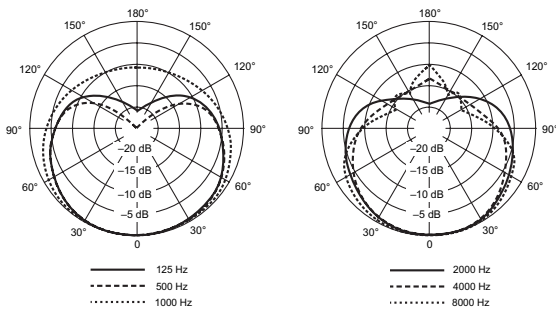 180°
150° 150°
120° 120°
90° 90°
60° 60°
30° 30°
0
–20 dB
–15 dB
–10 dB
–5 dB
125 Hz
500 Hz
1000 Hz
180°
150° 150°
120° 120°
90° 90°
60° 60°
30° 30°
0
–20 dB
–15 dB
–10 dB
–5 dB
2000 Hz
4000 Hz
8000 Hz